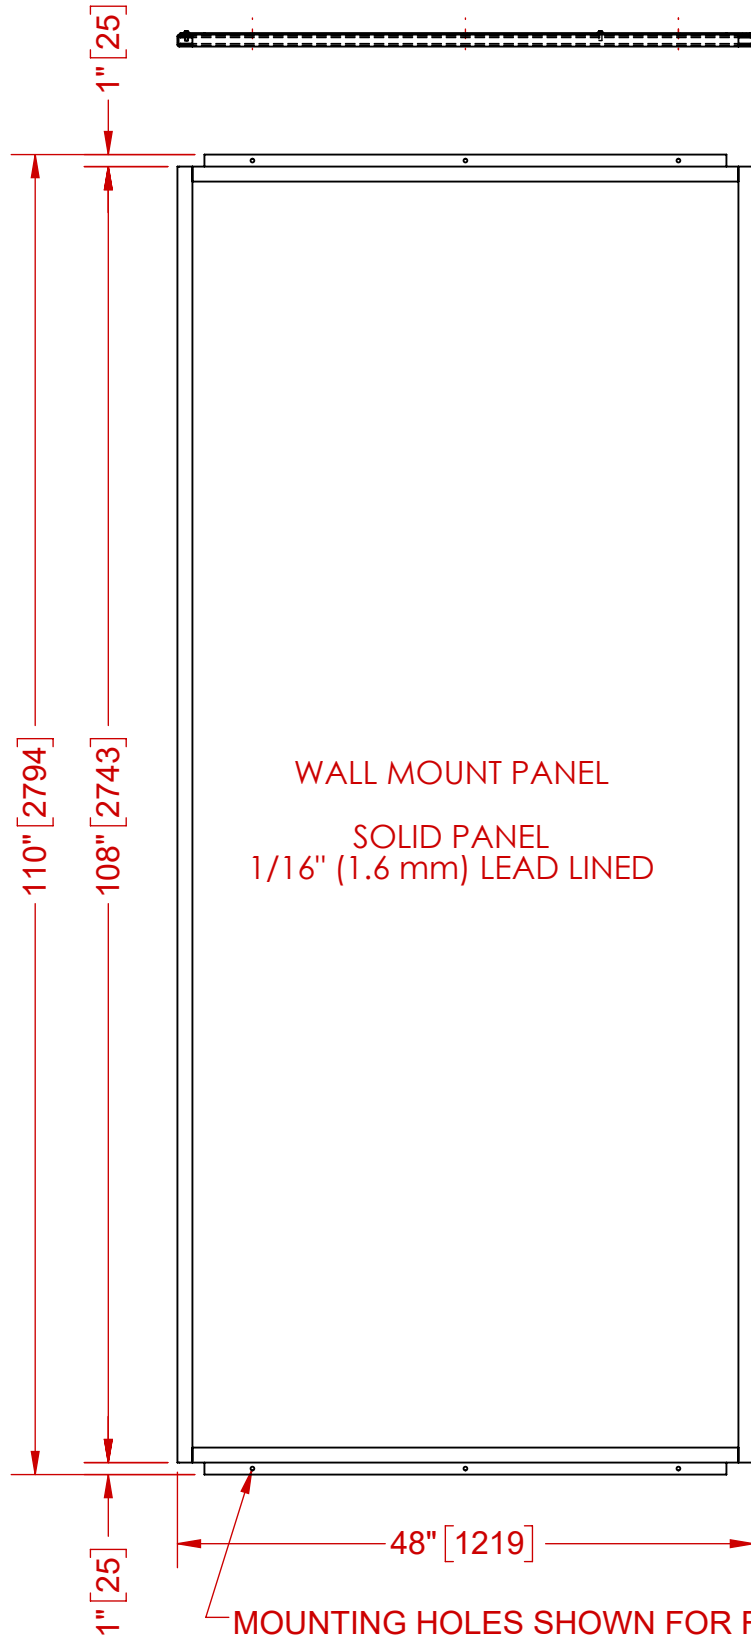 1" [25]
110" [2794]
108" [2743]
WALL MOUNT PANEL
SOLID PANEL
1/16" (1.6 mm) LEAD LINED
48" [1219]
1" [25]
MOUNTING HOLES SHOWN FOR